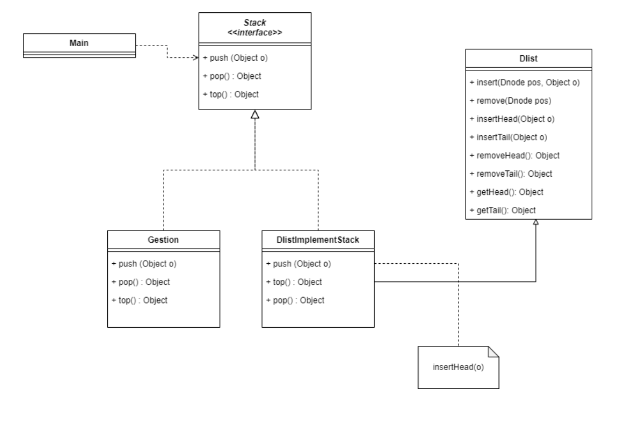 Stack
<<interface>>
+ push (Object o)
+ pop() : Object
+ top() : Object
Main
Dlist
+ insert(Dnode pos, Object o)
+ remove(Dnode pos)
+ insertHead(Object o)
+ insertTail(Object o)
+ removeHead(): Object
+ removeTail(): Object
+ getHead(): Object
+ getTail(): Object
Gestion
+ push (Object o)
+ pop() : Object
+ top() : Object
DlistImplementStack
+ push (Object o)
+ top() : Object
+ pop() : Object
insertHead(o)